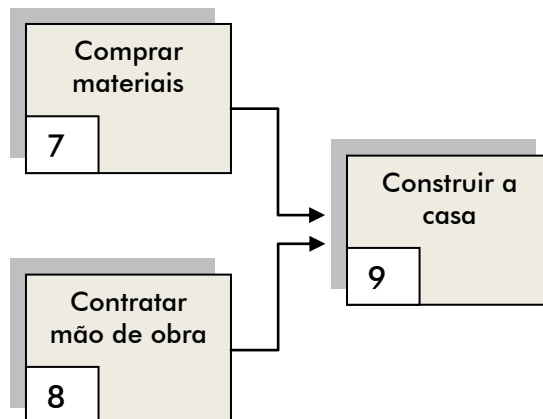 Comprar
materiais
7
Construir a
casa
9
Contratar
mão de obra
8